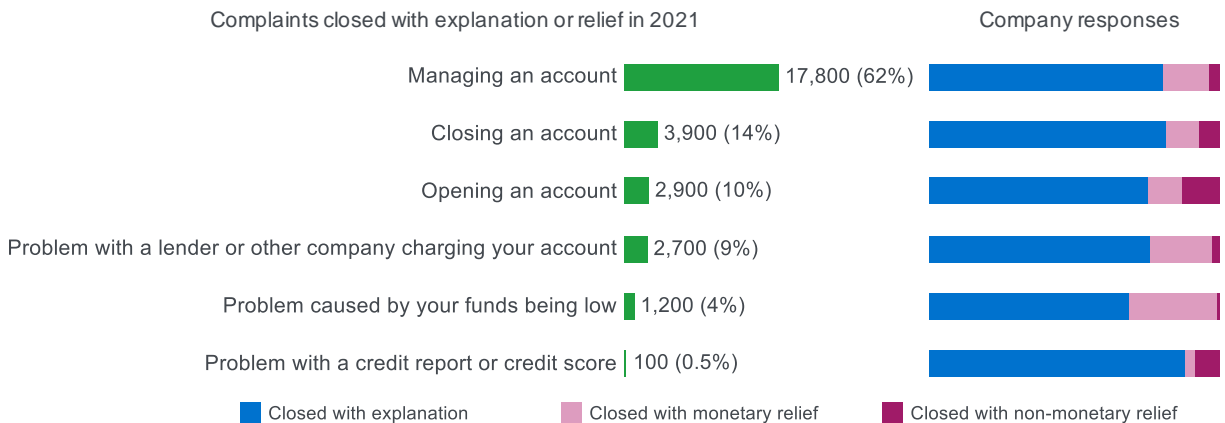 Complaints closed with explanation or relief in 2021 Company responses
Managing an account 17,800 (62%)
Closing an account 3,900 (14%)
Opening an account 2,900 (10%)
Problem with a lender or other company charging your account 2,700 (9%)
Problem caused by your funds being low 1,200 (4%)
Problem with a credit report or credit score 100 (0.5%)
Closed with explanation Closed with monetary relief Closed with non-monetary relief